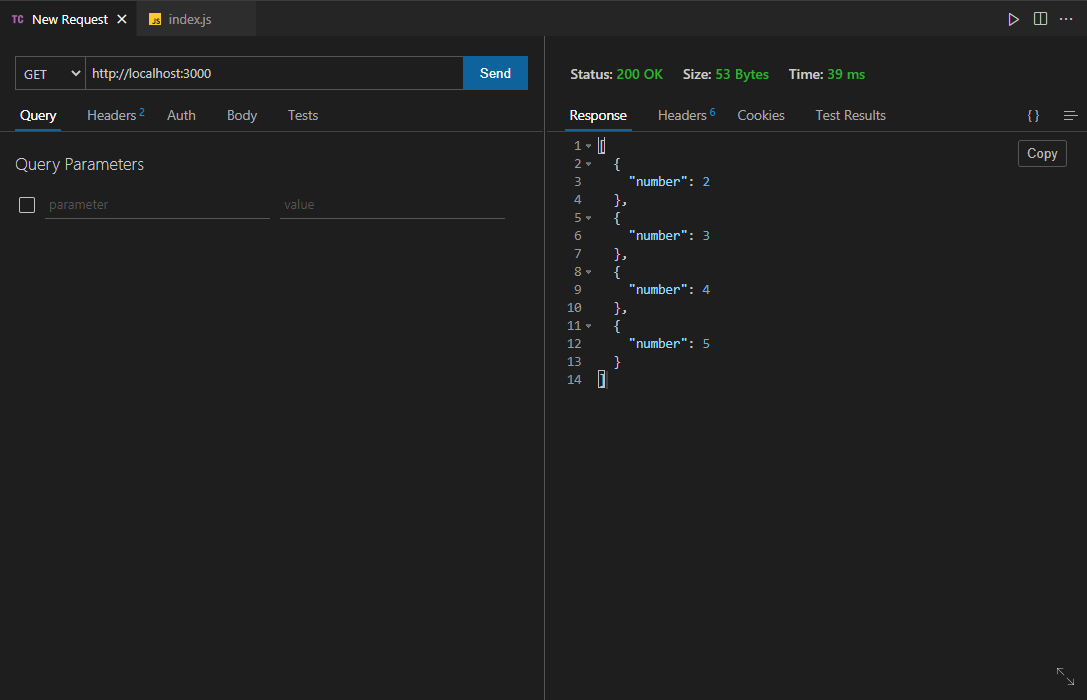 TC New Request
JS index.js
GET http://localhost:3000 Send
Query Headers 2 Auth Body Tests
Query Parameters
parameter value
Status: 200 OK Size: 53 Bytes Time: 39 ms
Response Headers 6 Cookies Test Results {}
Copy
1 [
2 {
3 "number": 2
4 },
5 {
6 "number": 3
7 },
8 {
9 "number": 4
10 },
11 {
12 "number": 5
13 }
14 ]